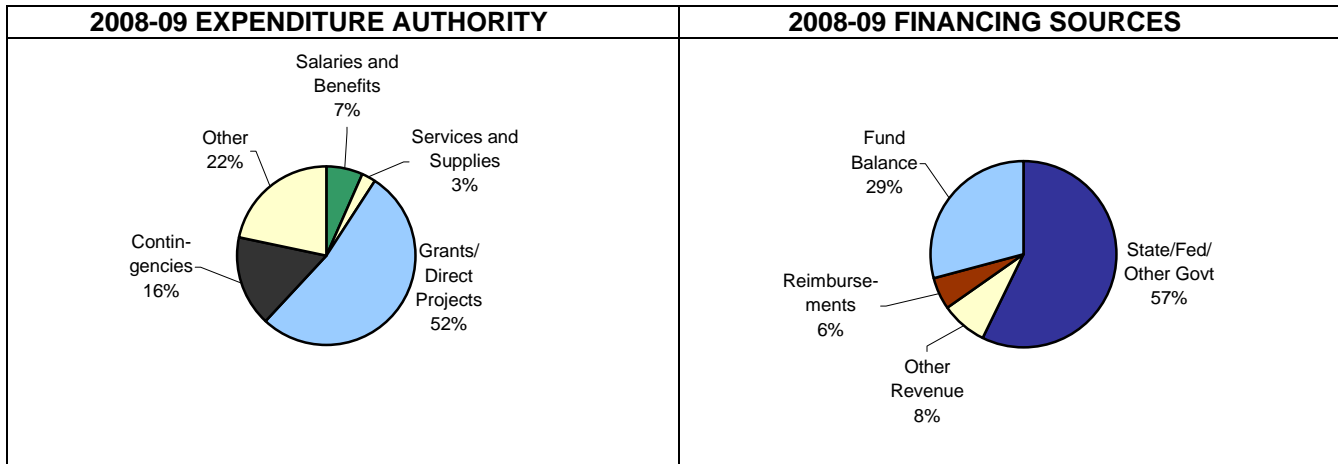 2008-09 EXPENDITURE AUTHORITY
Salaries and
Benefits
7%
Other
22%
Services and
Supplies
3%
Contin-
gencies
16%
Grants/
Direct
Projects
52%
2008-09 FINANCING SOURCES
Fund
Balance
29%
State/Fed/
Other Govt
57%
Reimburse-
ments
6%
Other
Revenue
8%